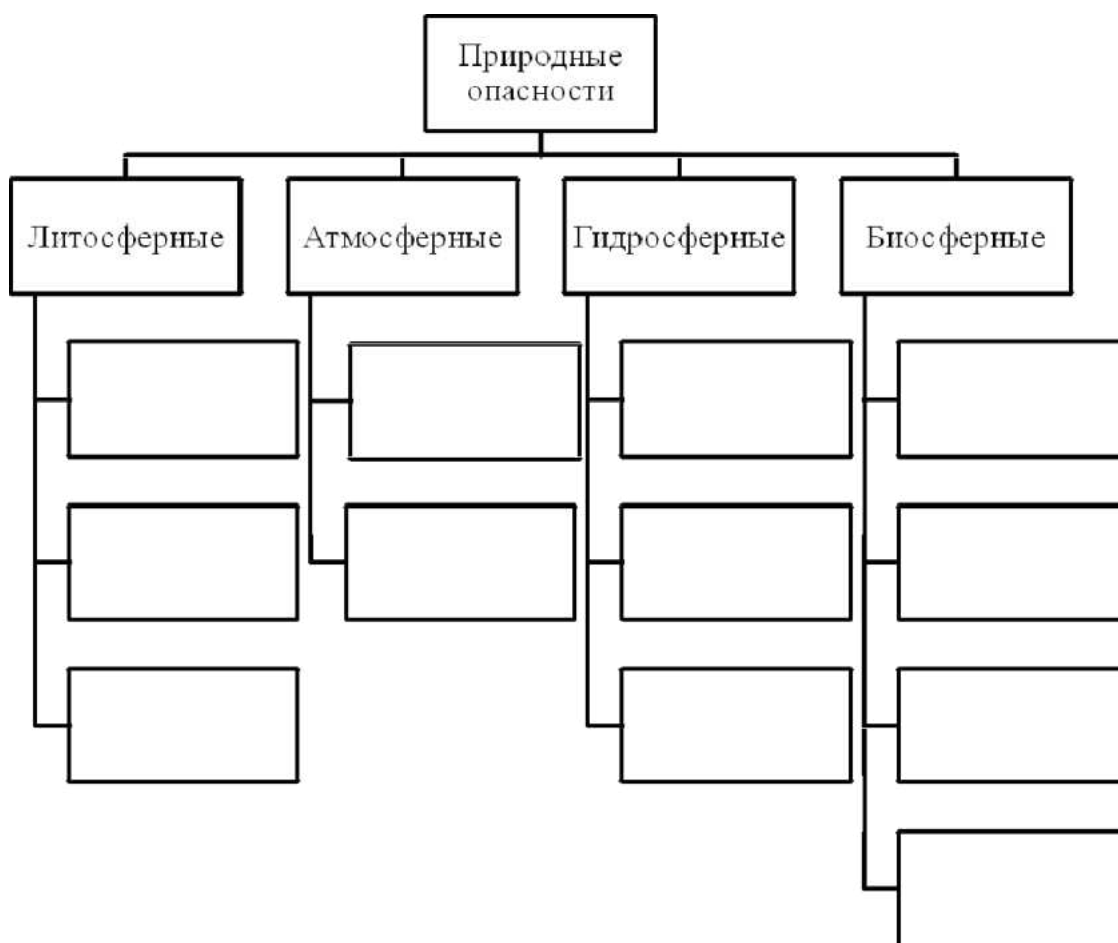 Природные
опасности
Литосферные
Атмосферные
Гидросферные
Биосферные